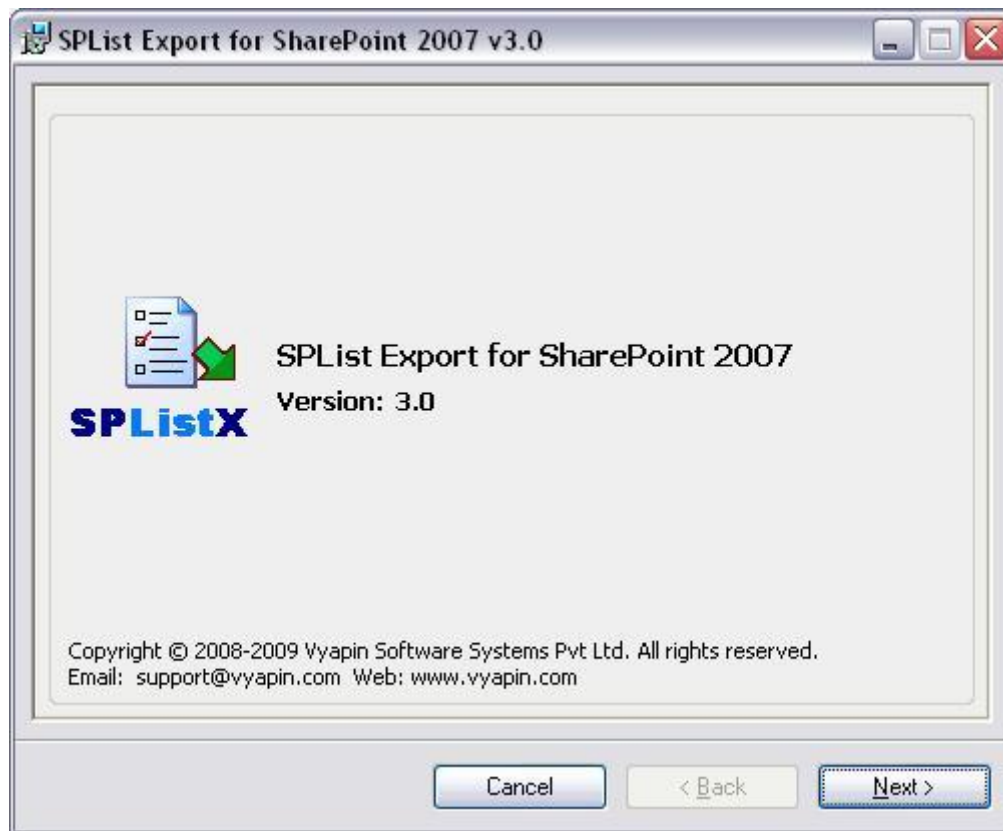 SPList Export for SharePoint 2007 v3.0
SPList Export for SharePoint 2007
Version: 3.0
SPListX
Copyright © 2008-2009 Vyapin Software Systems Pvt Ltd. All rights reserved.
Email: support@vyapin.com Web: www.vyapin.com
Cancel
< Back
Next >